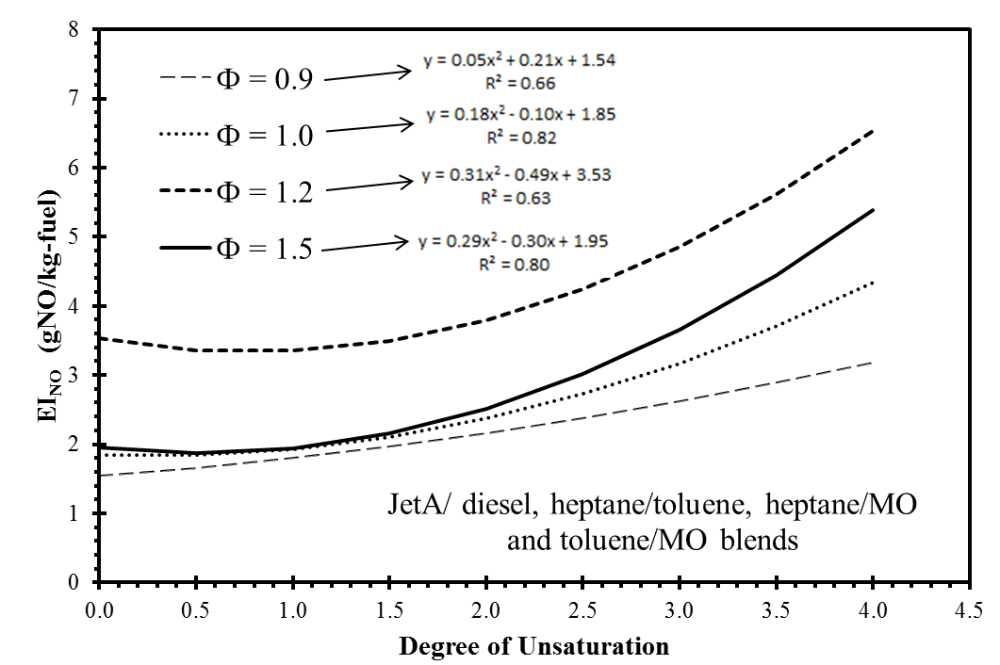 8
7
6
5
4
3
2
1
0
EI_NO (gNO/kg-fuel)
Φ = 0.9
y = 0.05x² + 0.21x + 1.54
R² = 0.66
Φ = 1.0
y = 0.18x² - 0.10x + 1.85
R² = 0.82
Φ = 1.2
y = 0.31x² - 0.49x + 3.53
R² = 0.63
Φ = 1.5
y = 0.29x² - 0.30x + 1.95
R² = 0.80
JetA/ diesel, heptane/toluene, heptane/MO
and toluene/MO blends
0.0 0.5 1.0 1.5 2.0 2.5 3.0 3.5 4.0 4.5
Degree of Unsaturation